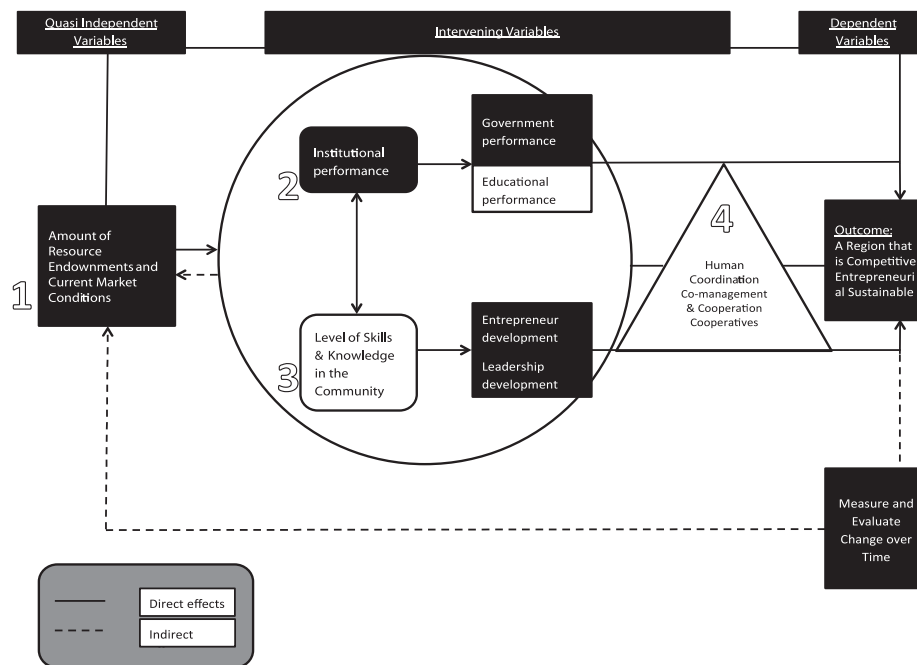 Quasi Independent
Variables
Intervening Variables
Dependent
Variables
Government
performance
Educational
performance
2
Institutional
performance
1
Amount of
Resource
Endownments and
Current Market
Conditions
3
Level of Skills
& Knowledge
in the
Community
Entrepreneur
development
Leadership
development
4
Human
Coordination
Co-management
& Cooperation
Cooperatives
Outcome:
A Region that
is Competitive
Entrepreneuri
al Sustainable
Measure and
Evaluate
Change over
Time
Direct effects
Indirect